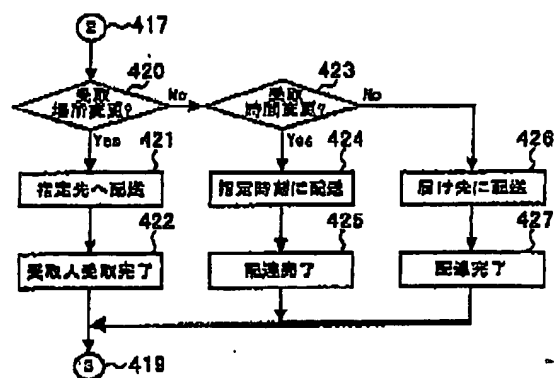 417
420
423
受取
場所変更?
No
受取
時間変更?
No
Yes
421
Yes
424
426
指定先へ配送
指定時刻に配送
届け先に配送
422
425
427
受取人受取完了
配達完了
配達完了
419